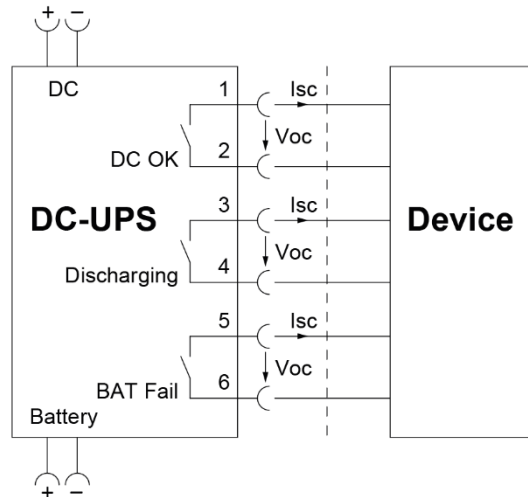 + −
DC
1 Isc
Voc
DC OK 2
3 Isc
DC-UPS Device
Voc
Discharging 4
5 Isc
Voc
BAT Fail 6
Battery
+ −